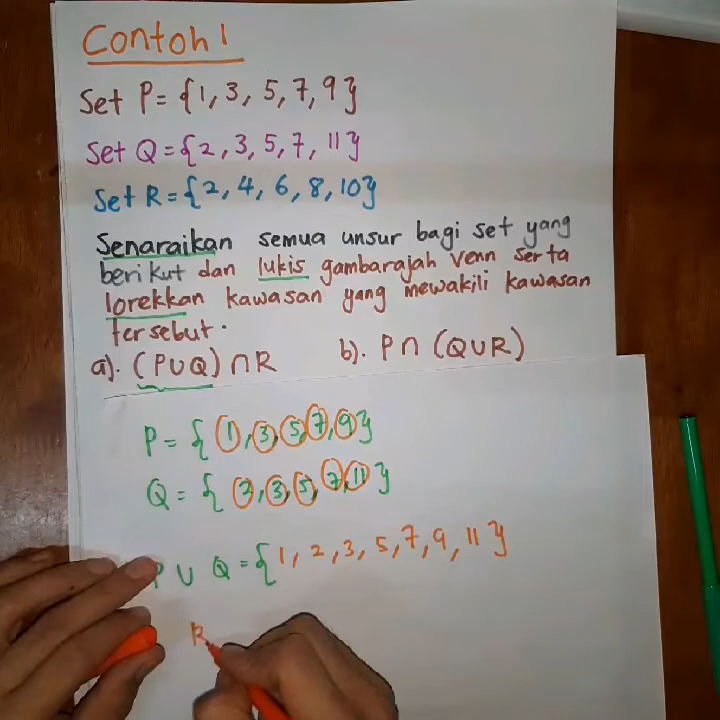 Contoh 1
Set P = {1, 3, 5, 7, 9}
Set Q = {2, 3, 5, 7, 11}
Set R = {2, 4, 6, 8, 10}
Senaraikan semua unsur bagi set yang
berikut dan lukis gambarajah Venn serta
lorekkan kawasan yang mewakili kawasan
tersebut.
a). (P∪Q) ∩ R b). P ∩ (Q∪R)
P = {1, 3, 5, 7, 9}
Q = {2, 3, 5, 7, 11}
P ∪ Q = {1, 2, 3, 5, 7, 9, 11}
R